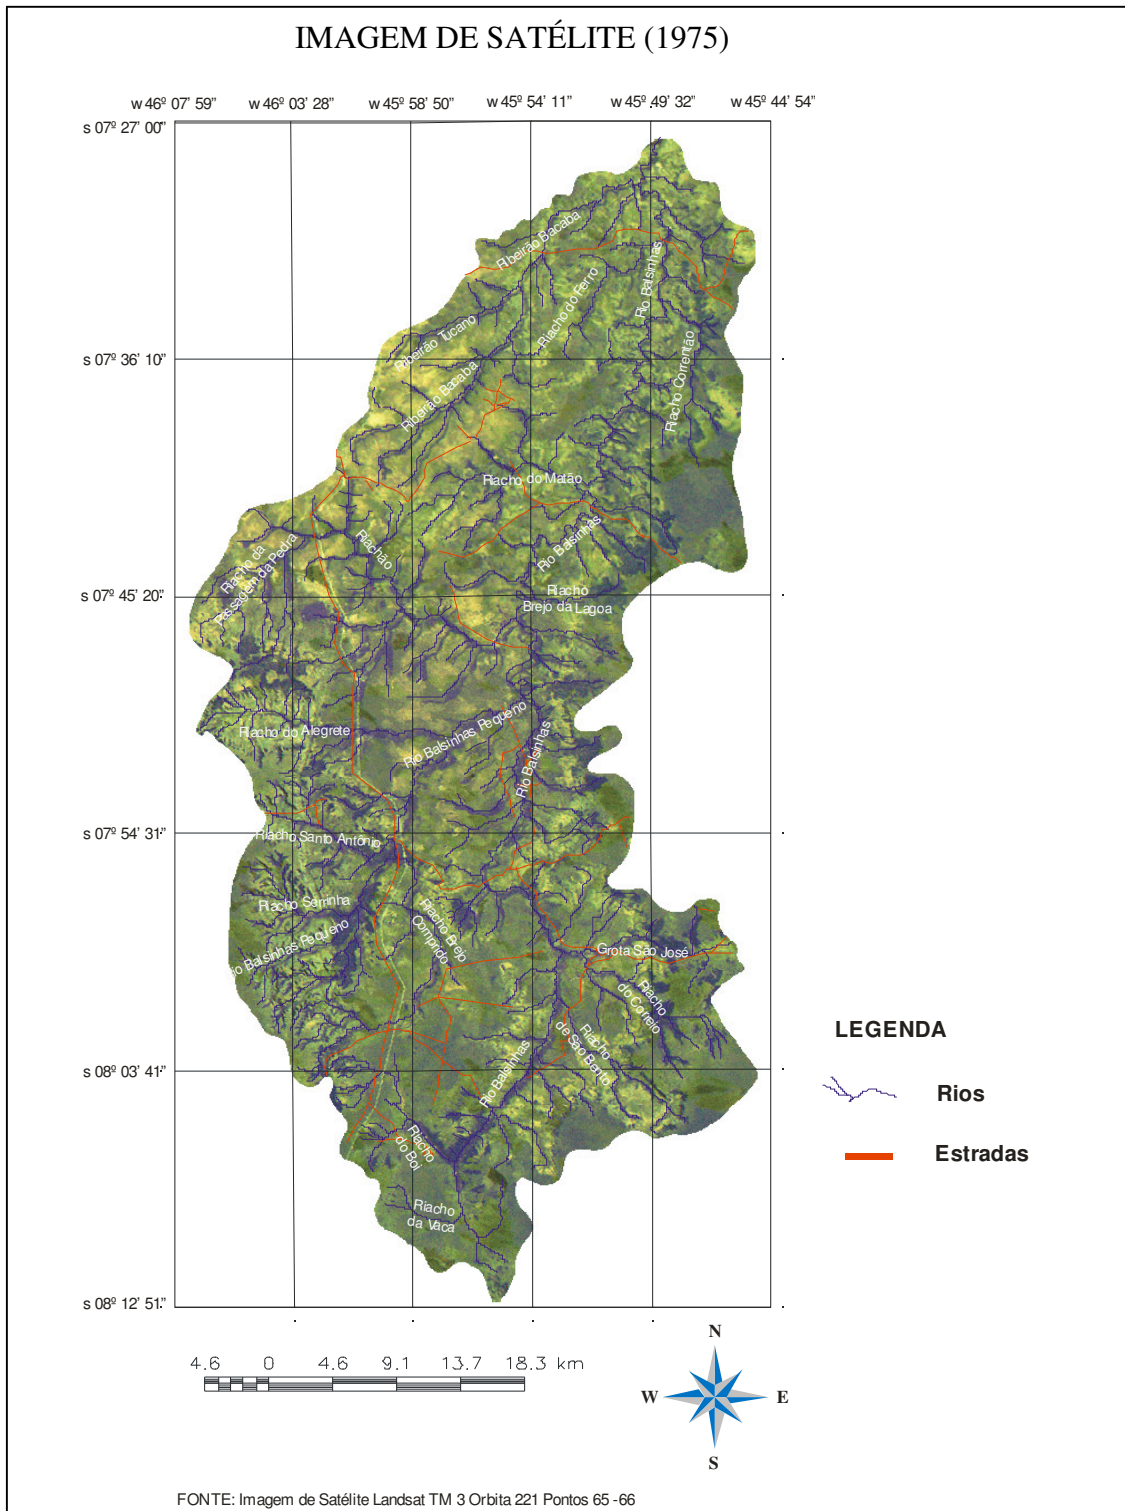 IMAGEM DE SATÉLITE (1975)
w 46º 07' 59" w 46º 03' 28" w 45º 58' 50" w 45º 54' 11" w 45º 49' 32" w 45º 44' 54"
s 07º 27' 00"
s 07º 36' 10"
s 07º 45' 20"
s 07º 54' 31"
s 08º 03' 41"
s 08º 12' 51"
Ribeirão Bacaba
Rio Balsinhas
Riacho do Ferro
Ribeirão Tucano
Riacho Correntão
Ribeirão Bacaba
Riacho do Matão
Rio Balsinhas
Riachão
Riacho da
Passagem da Pedra
Riacho
Brejo da Lagoa
Riacho do Alegrete
Rio Balsinhas Pequeno
Rio Balsinhas
Riacho Santo Antônio
Riacho Serrinha
Rio Balsinhas Pequeno
Riacho Brejo
Comprido
Grota São José
Riacho
do Correio
Riacho
de São Bento
Rio Balsinhas
Riacho
do Boi
Riacho
da Vaca
LEGENDA
Rios
Estradas
4.6 0 4.6 9.1 13.7 18.3 km
N
W E
S
FONTE: Imagem de Satélite Landsat TM 3 Orbita 221 Pontos 65 -66